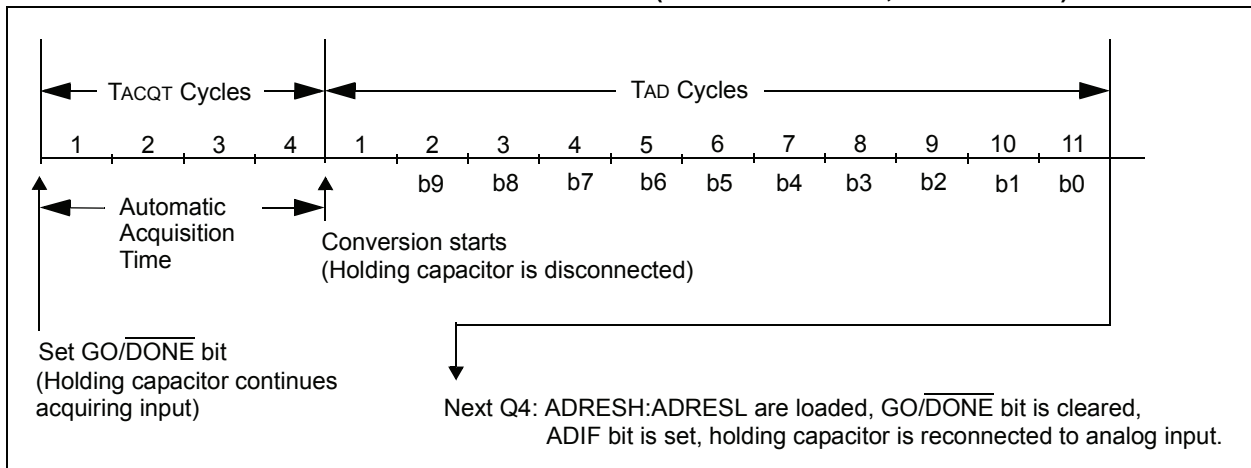 TACQT Cycles TAD Cycles
1 2 3 4 1 2 3 4 5 6 7 8 9 10 11
b9 b8 b7 b6 b5 b4 b3 b2 b1 b0
Automatic
Acquisition
Time
Conversion starts
(Holding capacitor is disconnected)
Set GO/DONE bit
(Holding capacitor continues
acquiring input)
Next Q4: ADRESH:ADRESL are loaded, GO/DONE bit is cleared,
ADIF bit is set, holding capacitor is reconnected to analog input.